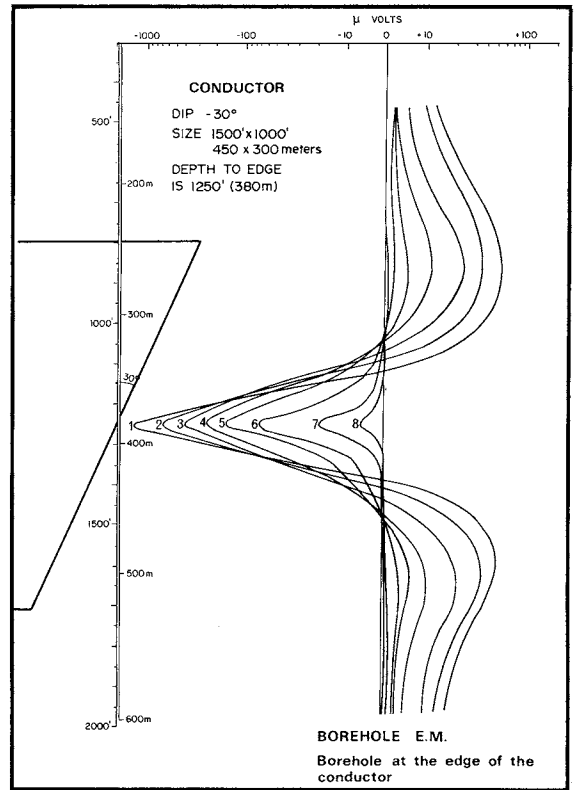 μ VOLTS
-1000 -100 -10 0 +10 +100
CONDUCTOR
DIP -30°
SIZE 1500'x1000'
450 x 300 meters
DEPTH TO EDGE
IS 1250' (380m)
500'
200m
1000'
300m
30°
1 2 3 4 5 6 7 8
400m
1500'
500m
2000'
600m
BOREHOLE E.M.
Borehole at the edge of the
conductor